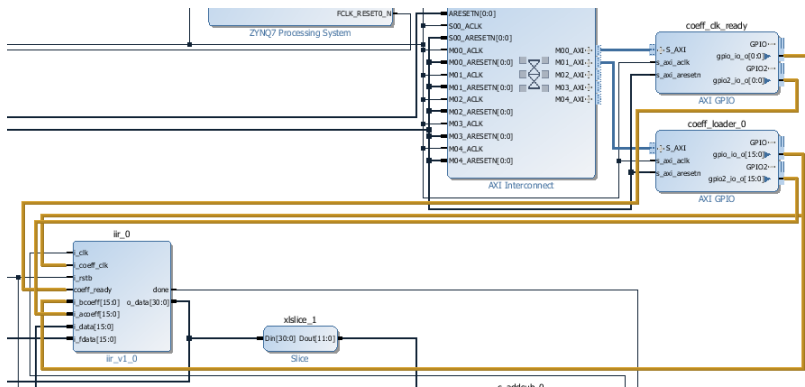 FCLK_RESET0_N
ZYNQ7 Processing System
ARESETN[0:0]
S00_ACLK
S00_ARESETN[0:0]
M00_ACLK
M00_ARESETN[0:0]
M01_ACLK
M01_ARESETN[0:0]
M02_ACLK
M02_ARESETN[0:0]
M03_ACLK
M03_ARESETN[0:0]
M04_ACLK
M04_ARESETN[0:0]
M00_AXI
M01_AXI
M02_AXI
M03_AXI
M04_AXI
AXI Interconnect
coeff_clk_ready
S_AXI
s_axi_aclk
s_axi_aresetn
GPIO
gpio_io_o[0:0]
GPIO2
gpio2_io_o[0:0]
AXI GPIO
coeff_loader_0
S_AXI
s_axi_aclk
s_axi_aresetn
GPIO
gpio_io_o[15:0]
GPIO2
gpio2_io_o[15:0]
AXI GPIO
iir_0
i_clk
i_coeff_clk
i_rstb
coeff_ready
i_bcoeff[15:0]
i_acoeff[15:0]
i_data[15:0]
i_fdata[15:0]
done
o_data[30:0]
iir_v1_0
xlslice_1
Din[30:0]
Dout[11:0]
Slice